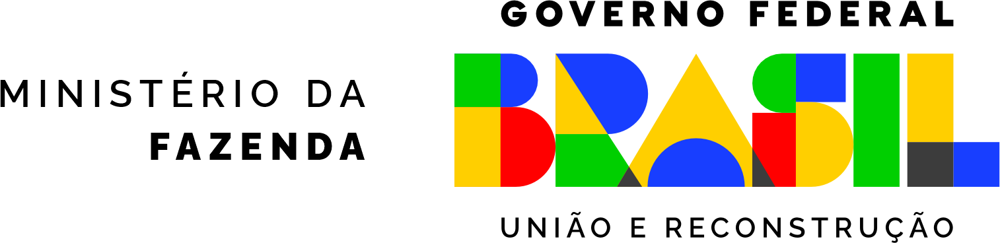 MINISTÉRIO DA
FAZENDA
GOVERNO FEDERAL
BRASIL
UNIÃO E RECONSTRUÇÃO